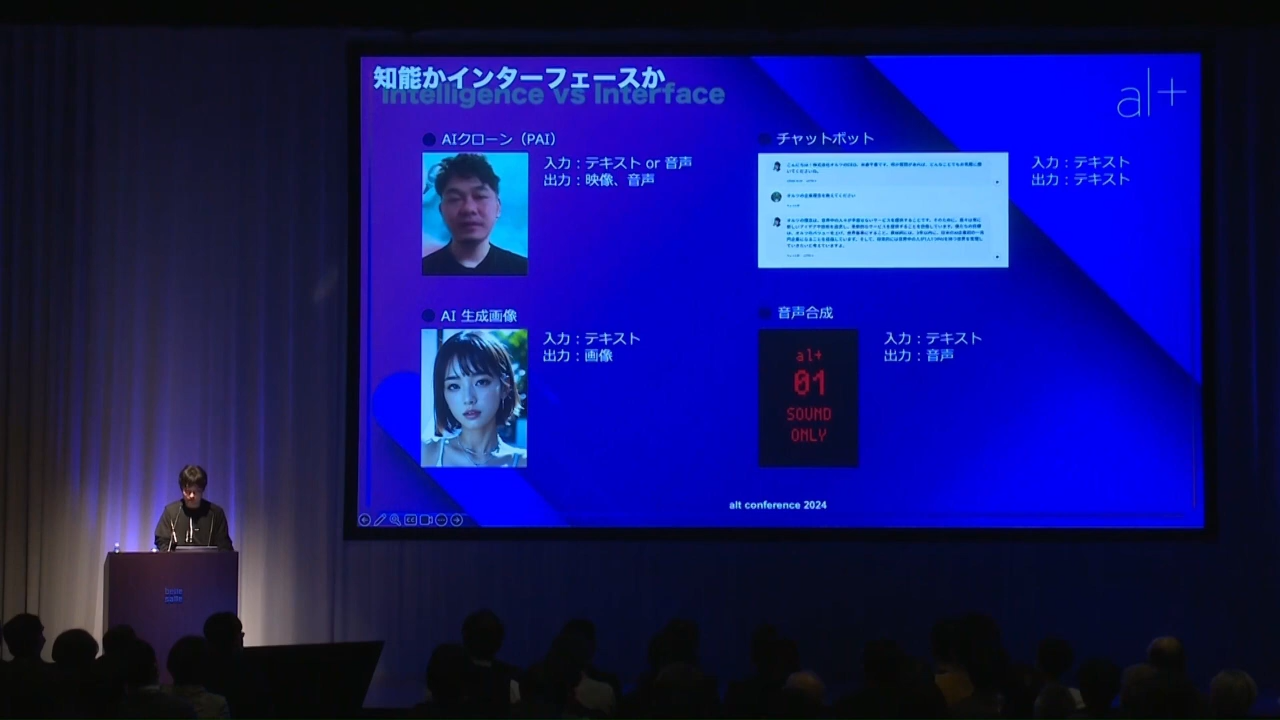 知能かインターフェースか
Intelligence vs Interface
al+
AIクローン（PAI）
入力：テキスト or 音声
出力：映像、音声
チャットボット
入力：テキスト
出力：テキスト
AI 生成画像
入力：テキスト
出力：画像
音声合成
al+
01
SOUND
ONLY
入力：テキスト
出力：音声
alt conference 2024